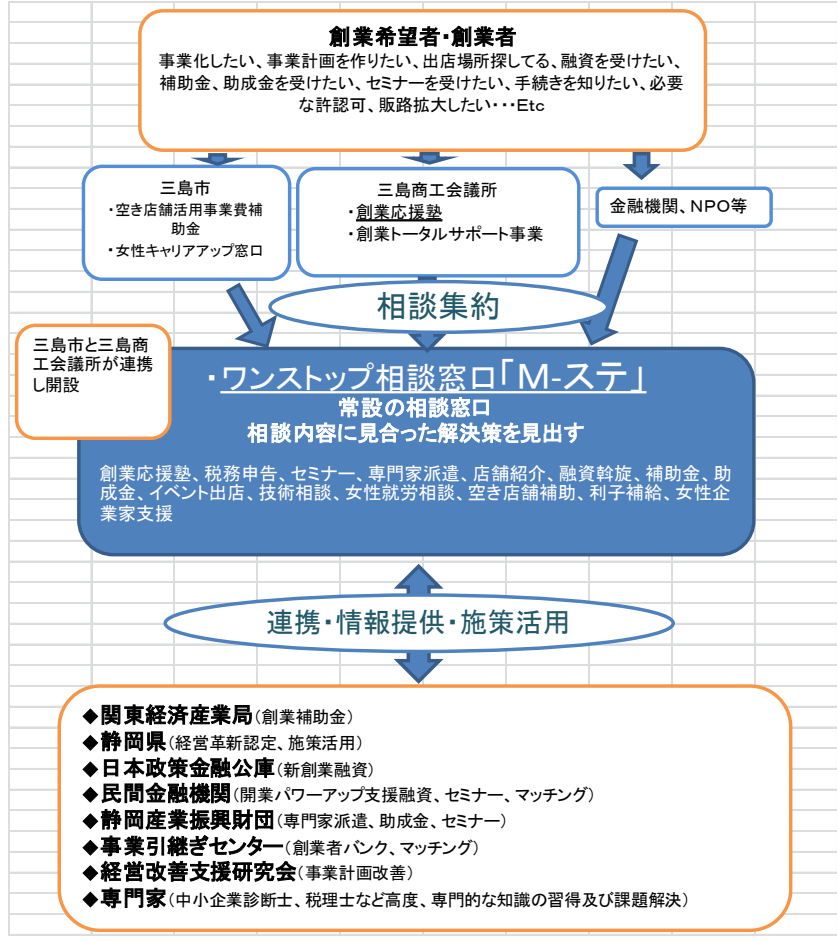 創業希望者・創業者
事業化したい、事業計画を作りたい、出店場所探してる、融資を受けたい、
補助金、助成金を受けたい、セミナーを受けたい、手続きを知りたい、必要
な許認可、販路拡大したい・・・Etc
三島市
・空き店舗活用事業費補
助金
・女性キャリアアップ窓口
三島商工会議所
・創業応援塾
・創業トータルサポート事業
金融機関、NPO等
相談集約
三島市と三島商
工会議所が連携
し開設
・ワンストップ相談窓口「M-ステ」
常設の相談窓口
相談内容に見合った解決策を見出す
創業応援塾、税務申告、セミナー、専門家派遣、店舗紹介、融資斡旋、補助金、助
成金、イベント出店、技術相談、女性就労相談、空き店舗補助、利子補給、女性企
業家支援
連携・情報提供・施策活用
◆関東経済産業局(創業補助金)
◆静岡県(経営革新認定、施策活用)
◆日本政策金融公庫(新創業融資)
◆民間金融機関(開業パワーアップ支援融資、セミナー、マッチング)
◆静岡産業振興財団(専門家派遣、助成金、セミナー)
◆事業引継ぎセンター(創業者バンク、マッチング)
◆経営改善支援研究会(事業計画改善)
◆専門家(中小企業診断士、税理士など高度、専門的な知識の習得及び課題解決)